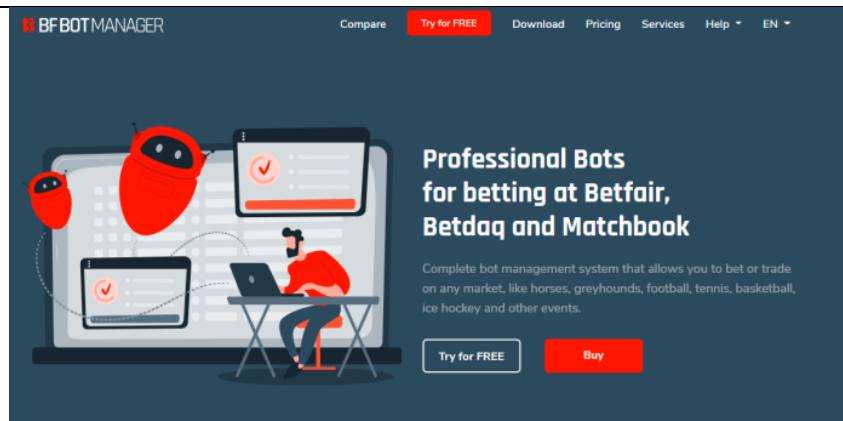 BF BOT MANAGER
Compare
Try for FREE
Download
Pricing
Services
Help
EN
Professional Bots
for betting at Betfair,
Betdaq and Matchbook
Complete bot management system that allows you to bet or trade
on any market, like horses, greyhounds, football, tennis, basketball,
ice hockey and other events.
Try for FREE
Buy